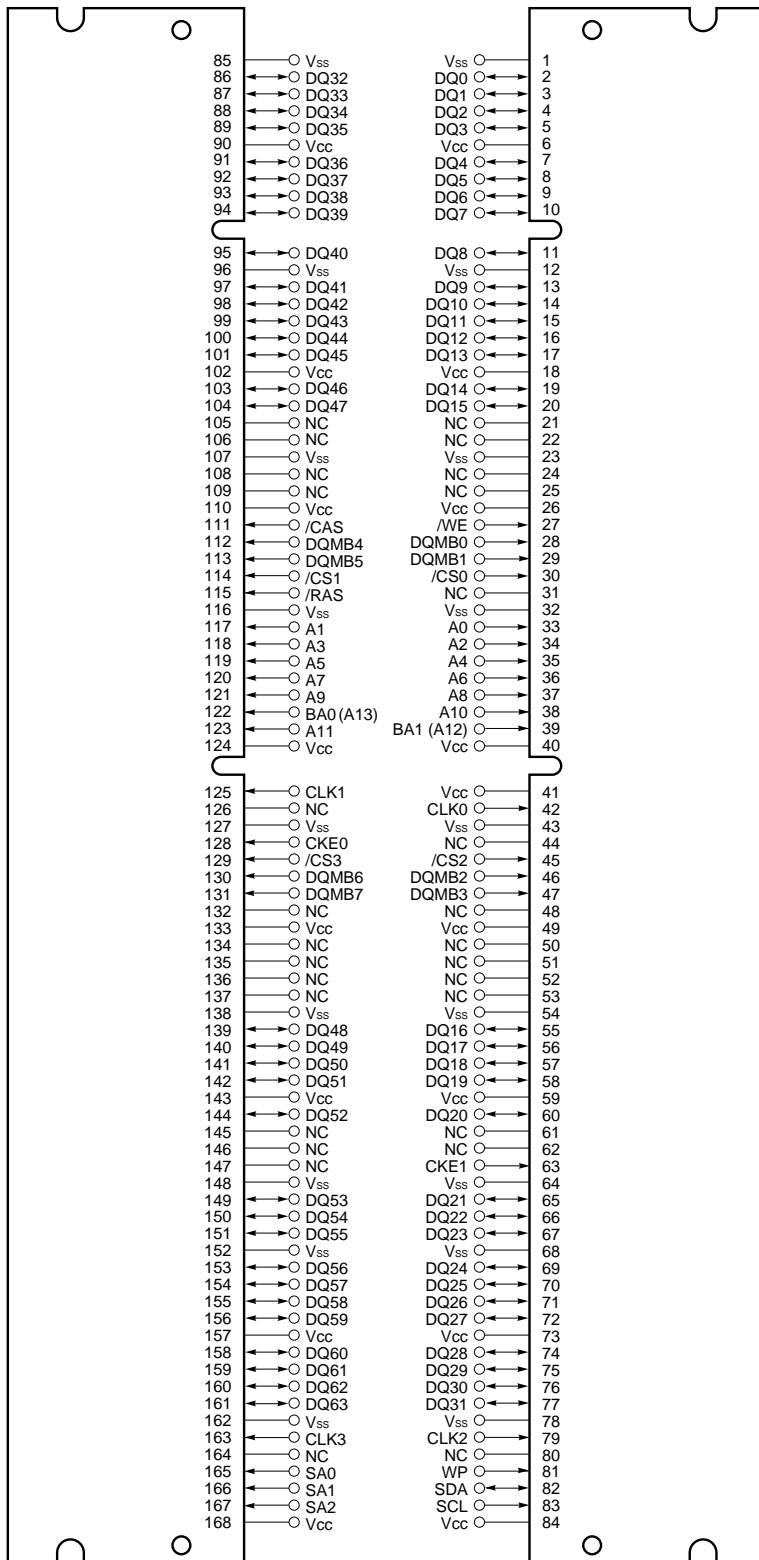 85 Vss Vss 1
86 DQ32 DQ0 2
87 DQ33 DQ1 3
88 DQ34 DQ2 4
89 DQ35 DQ3 5
90 Vcc Vcc 6
91 DQ36 DQ4 7
92 DQ37 DQ5 8
93 DQ38 DQ6 9
94 DQ39 DQ7 10
95 DQ40 DQ8 11
96 Vss Vss 12
97 DQ41 DQ9 13
98 DQ42 DQ10 14
99 DQ43 DQ11 15
100 DQ44 DQ12 16
101 DQ45 DQ13 17
102 Vcc Vcc 18
103 DQ46 DQ14 19
104 DQ47 DQ15 20
105 NC NC 21
106 NC NC 22
107 Vss Vss 23
108 NC NC 24
109 NC NC 25
110 Vcc Vcc 26
111 /CAS /WE 27
112 DQMB4 DQMB0 28
113 DQMB5 DQMB1 29
114 /CS1 /CS0 30
115 /RAS NC 31
116 Vss Vss 32
117 A1 A0 33
118 A3 A2 34
119 A5 A4 35
120 A7 A6 36
121 A9 A8 37
122 BA0 (A13) A10 38
123 A11 BA1 (A12) 39
124 Vcc Vcc 40
125 CLK1 Vcc 41
126 NC CLK0 42
127 Vss Vss 43
128 CKE0 NC 44
129 /CS3 /CS2 45
130 DQMB6 DQMB2 46
131 DQMB7 DQMB3 47
132 NC NC 48
133 Vcc Vcc 49
134 NC NC 50
135 NC NC 51
136 NC NC 52
137 NC NC 53
138 Vss Vss 54
139 DQ48 DQ16 55
140 DQ49 DQ17 56
141 DQ50 DQ18 57
142 DQ51 DQ19 58
143 Vcc Vcc 59
144 DQ52 DQ20 60
145 NC NC 61
146 NC NC 62
147 NC CKE1 63
148 Vss Vss 64
149 DQ53 DQ21 65
150 DQ54 DQ22 66
151 DQ55 DQ23 67
152 Vss Vss 68
153 DQ56 DQ24 69
154 DQ57 DQ25 70
155 DQ58 DQ26 71
156 DQ59 DQ27 72
157 Vcc Vcc 73
158 DQ60 DQ28 74
159 DQ61 DQ29 75
160 DQ62 DQ30 76
161 DQ63 DQ31 77
162 Vss Vss 78
163 CLK3 CLK2 79
164 NC NC 80
165 SA0 WP 81
166 SA1 SDA 82
167 SA2 SCL 83
168 Vcc Vcc 84